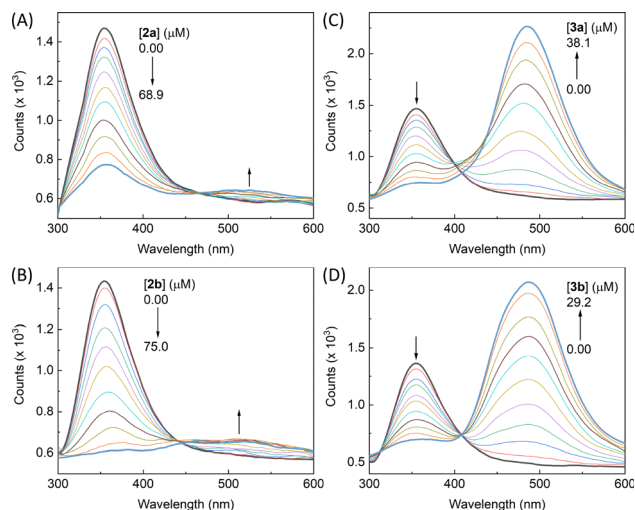 (A)
[2a] (μM)
0.00
68.9
1.4
1.2
1.0
0.8
0.6
Counts (x 10³)
300 400 500 600
Wavelength (nm)
(C)
[3a] (μM)
38.1
0.00
2.5
2.0
1.5
1.0
0.5
Counts (x 10³)
300 400 500 600
Wavelength (nm)
(B)
[2b] (μM)
0.00
75.0
1.4
1.2
1.0
0.8
0.6
Counts (x 10³)
300 400 500 600
Wavelength (nm)
(D)
[3b] (μM)
29.2
0.00
2.0
1.5
1.0
0.5
Counts (x 10³)
300 400 500 600
Wavelength (nm)